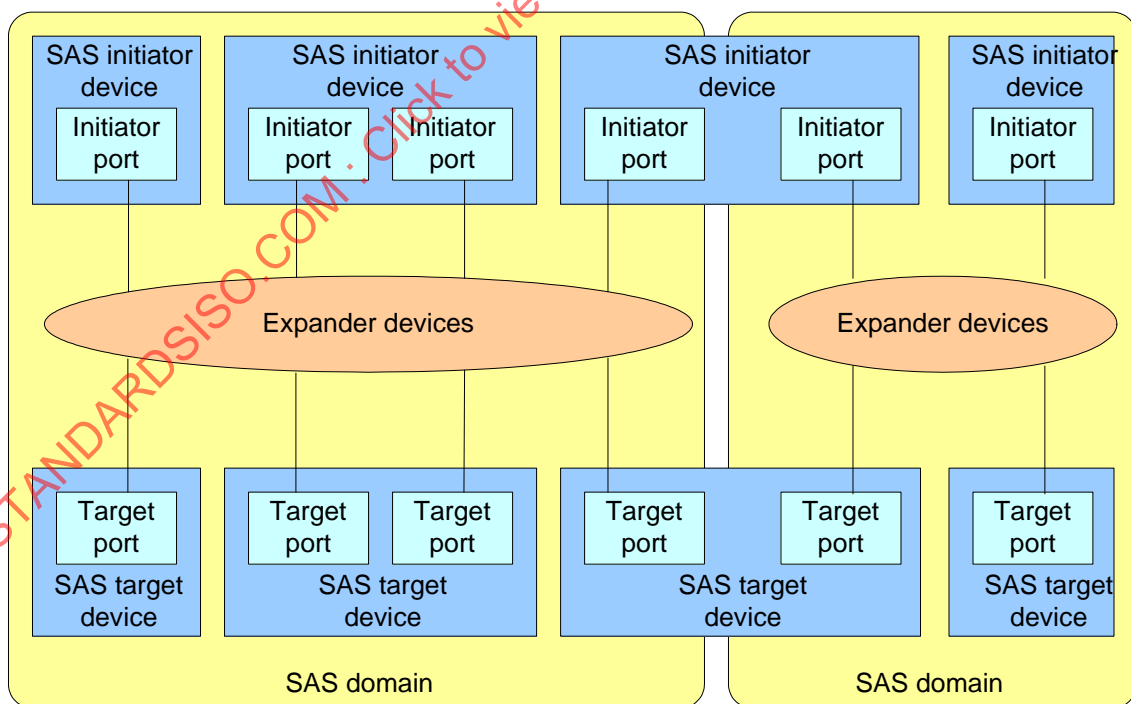 SAS initiator
device
SAS initiator
device
SAS initiator
device
SAS initiator
device
Initiator
port
Initiator
port
Initiator
port
Initiator
port
Initiator
port
Initiator
port
Expander devices
Expander devices
Target
port
Target
port
Target
port
Target
port
Target
port
Target
port
SAS target
device
SAS target
device
SAS target
device
SAS target
device
SAS domain
SAS domain
STANDARDSISO.COM : Click to vie